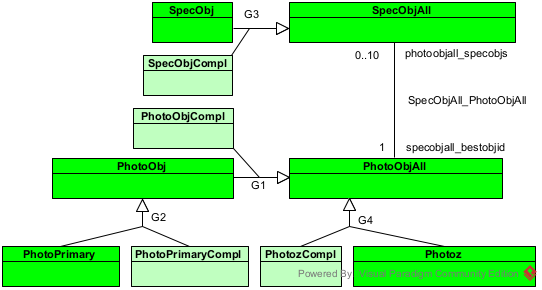 SpecObj
G3
SpecObjAll
SpecObjCompl
0..10
photoobjall_specobjs
SpecObjAll_PhotoObjAll
PhotoObjCompl
1
specobjall_bestobjid
PhotoObj
G1
PhotoObjAll
G2
G4
PhotoPrimary
PhotoPrimaryCompl
PhotozCompl
Photoz
Powered By Visual Paradigm Community Edition